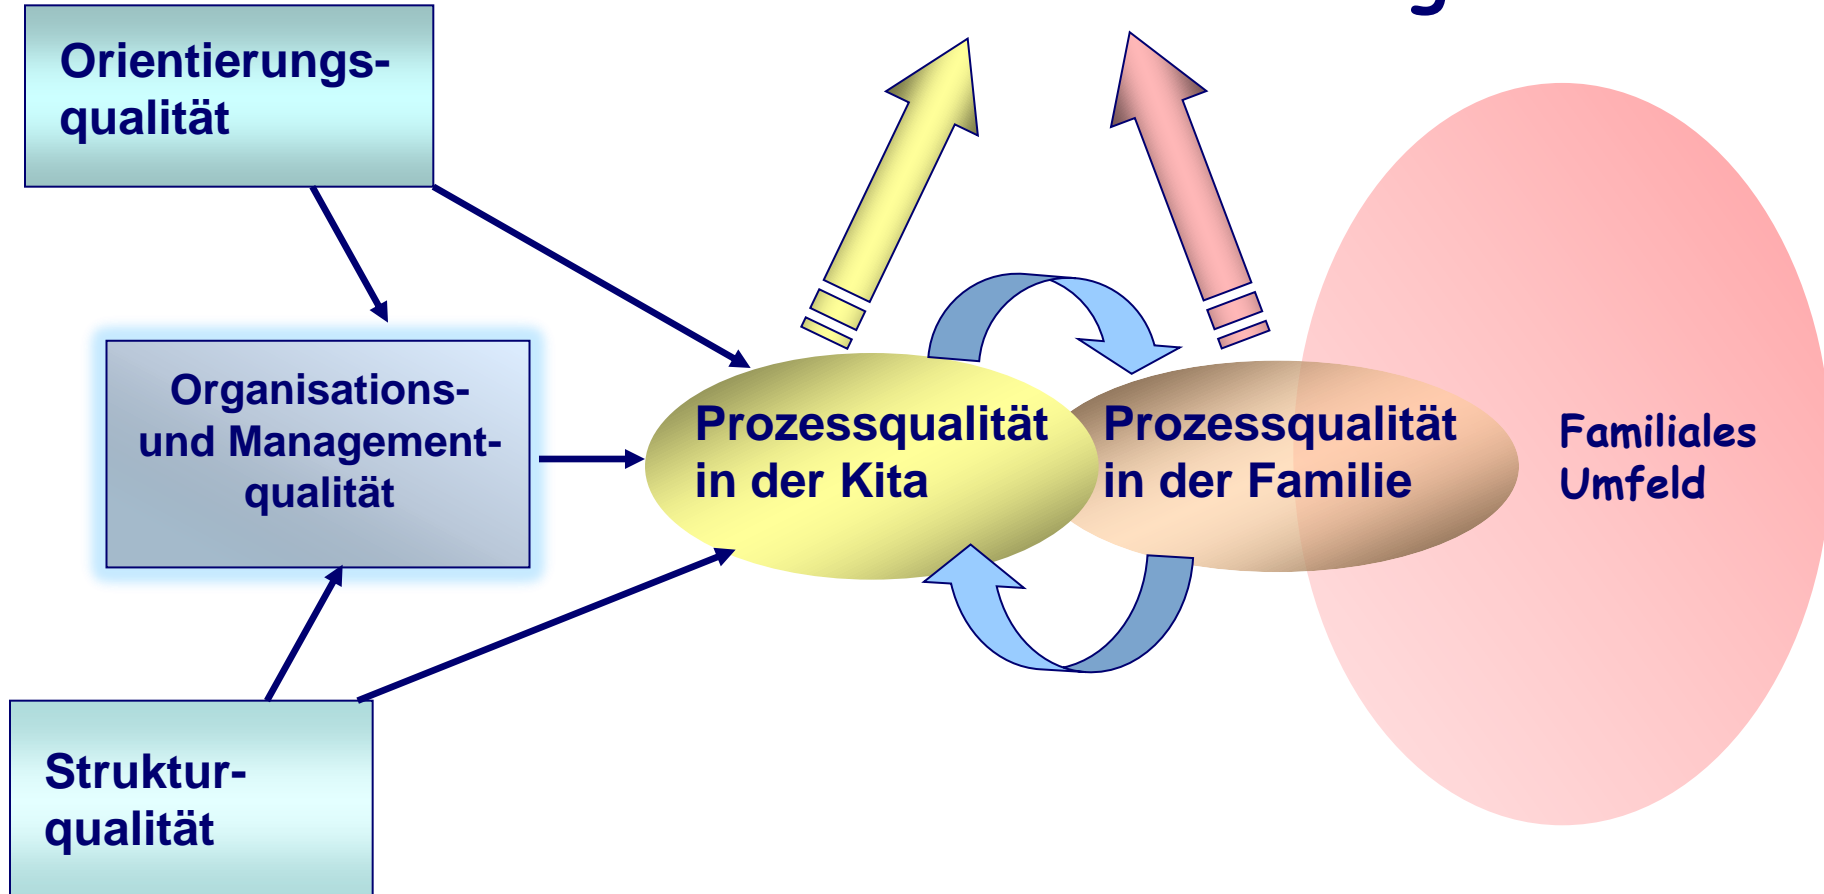 Orientierungs-
qualität
Organisations-
und Management-
qualität
Prozessqualität
in der Kita
Prozessqualität
in der Familie
Familiales
Umfeld
Struktur-
qualität